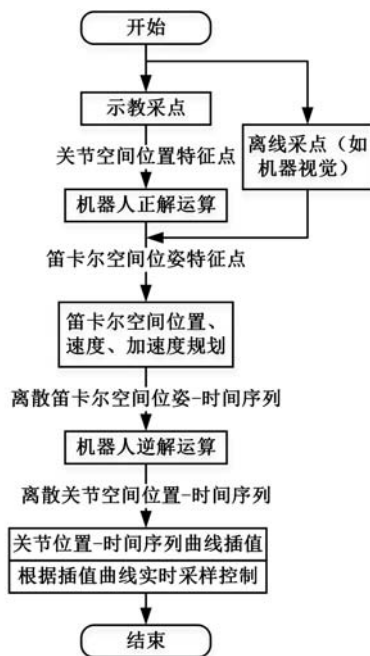 开始
示教采点
离线采点（如
机器视觉）
关节空间位置特征点
机器人正解运算
笛卡尔空间位姿特征点
笛卡尔空间位置、
速度、加速度规划
离散笛卡尔空间位姿-时间序列
机器人逆解运算
离散关节空间位置-时间序列
关节位置-时间序列曲线插值
根据插值曲线实时采样控制
结束